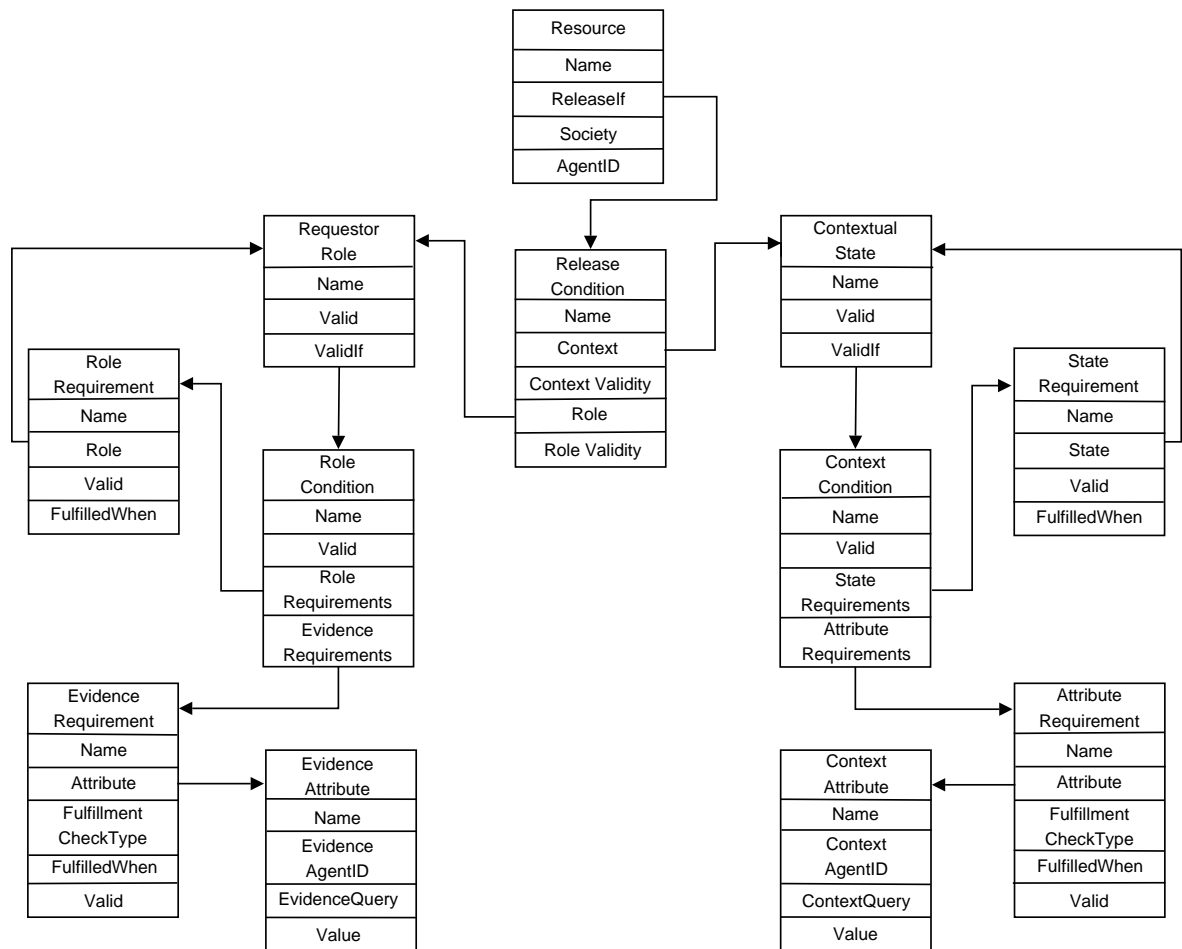 Resource
Name
ReleaseIf
Society
AgentID
Requestor
Role
Name
Valid
ValidIf
Release
Condition
Name
Context
Context Validity
Role
Role Validity
Contextual
State
Name
Valid
ValidIf
Role
Requirement
Name
Role
Valid
FulfilledWhen
State
Requirement
Name
State
Valid
FulfilledWhen
Role
Condition
Name
Valid
Role
Requirements
Evidence
Requirements
Context
Condition
Name
Valid
State
Requirements
Attribute
Requirements
Evidence
Requirement
Name
Attribute
Fulfillment
CheckType
FulfilledWhen
Valid
Evidence
Attribute
Name
Evidence
AgentID
EvidenceQuery
Value
Context
Attribute
Name
Context
AgentID
ContextQuery
Value
Attribute
Requirement
Name
Attribute
Fulfillment
CheckType
FulfilledWhen
Valid